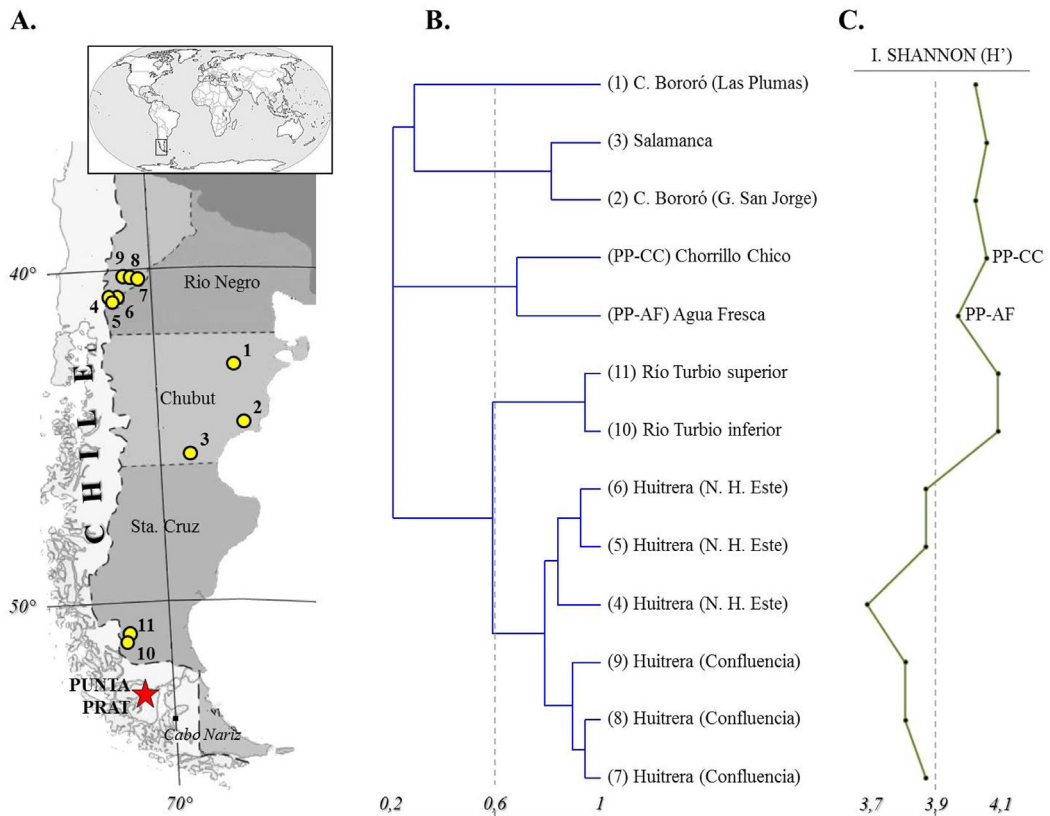 A.
B.
C.
I. SHANNON (H’)
(1) C. Bororó (Las Plumas)
(3) Salamanca
(2) C. Bororó (G. San Jorge)
(PP-CC) Chorrillo Chico
(PP-AF) Agua Fresca
(11) Río Turbio superior
(10) Rio Turbio inferior
(6) Huitrera (N. H. Este)
(5) Huitrera (N. H. Este)
(4) Huitrera (N. H. Este)
(9) Huitrera (Confluencia)
(8) Huitrera (Confluencia)
(7) Huitrera (Confluencia)
PP-CC
PP-AF
40°
9 8
7
4
5
6
Rio Negro
1
Chubut
2
3
CHILE
Sta. Cruz
50°
11
10
PUNTA
PRAT
Cabo Nariz
70°
0,2 0,6 1
3,7 3,9 4,1